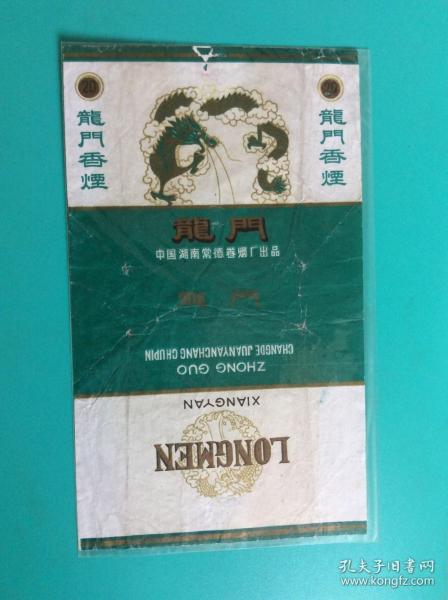 20
20
龍門香煙
龍門香煙
龍門
中国湖南常德卷烟厂出品
龍門
CHANGDE JUANYANCHANG CHUPIN
ZHONG GUO
XIANGYAN
LONGMEN
孔夫子旧书网
www.kongfz.com